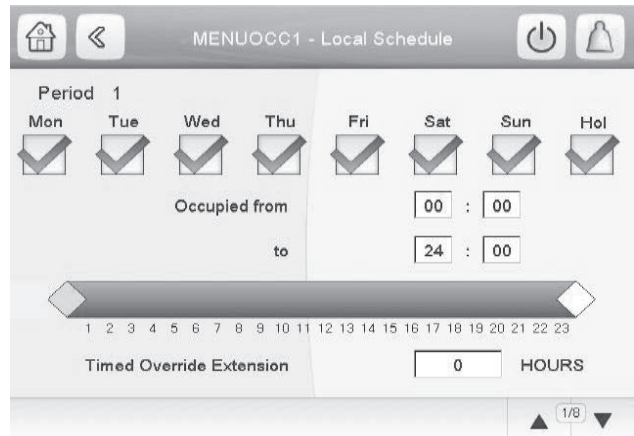 MENUOCC1 - Local Schedule
Period 1
Mon Tue Wed Thu Fri Sat Sun Hol
Occupied from 00 : 00
to 24 : 00
1 2 3 4 5 6 7 8 9 10 11 12 13 14 15 16 17 18 19 20 21 22 23
Timed Override Extension 0 HOURS
1/8